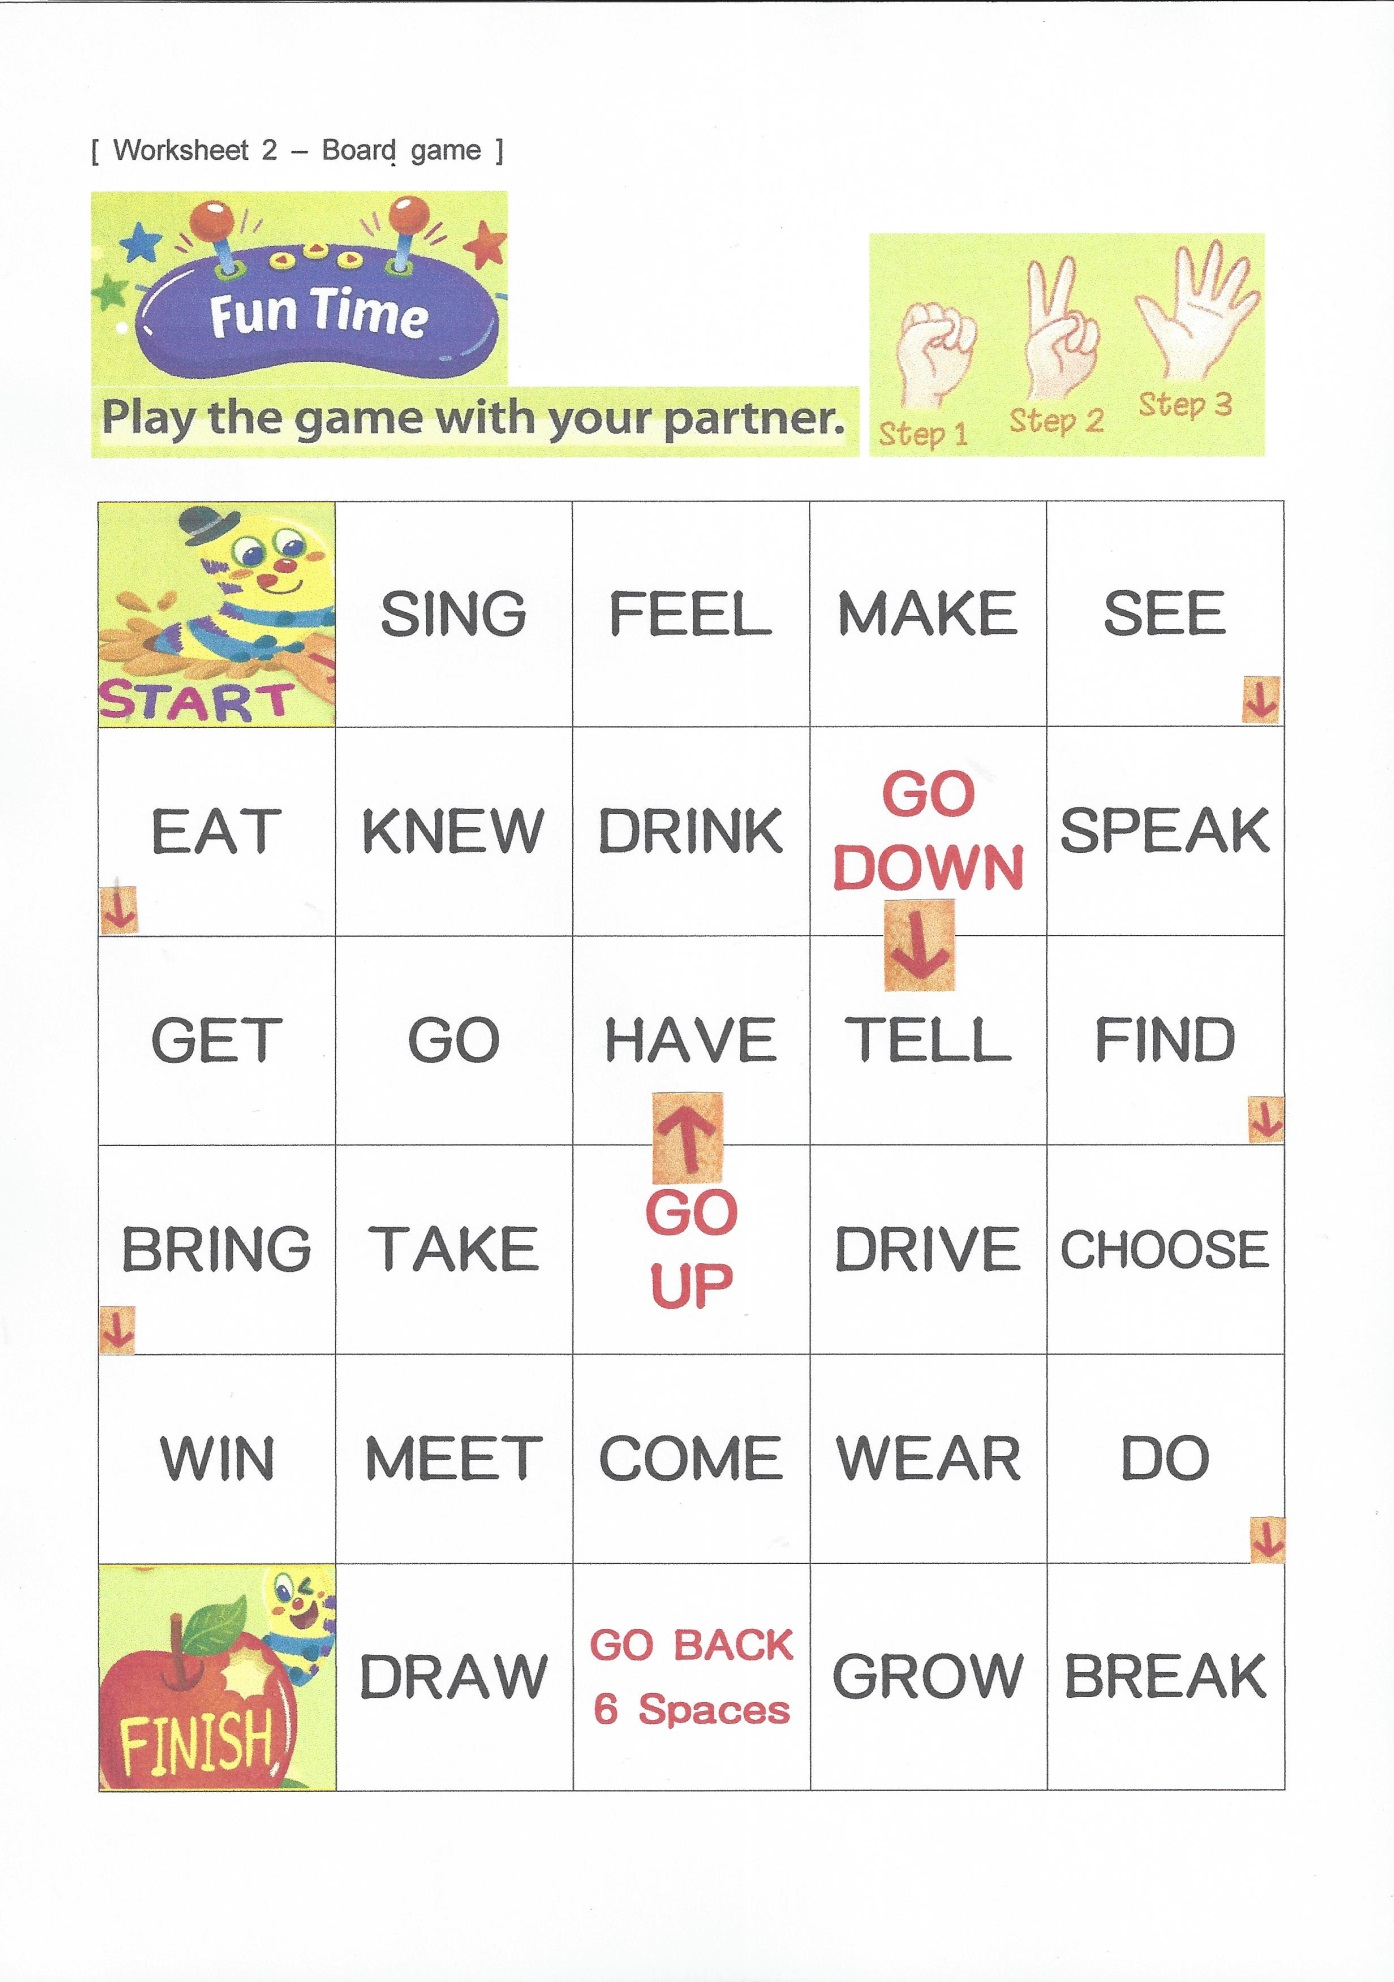 [ Worksheet 2 – Board game ]
Fun Time
Play the game with your partner.
Step 1
Step 2
Step 3
START
SING
FEEL
MAKE
SEE
EAT
KNEW
DRINK
GO
DOWN
SPEAK
GET
GO
HAVE
TELL
FIND
BRING
TAKE
GO
UP
DRIVE
CHOOSE
WIN
MEET
COME
WEAR
DO
FINISH
DRAW
GO BACK
6 Spaces
GROW
BREAK